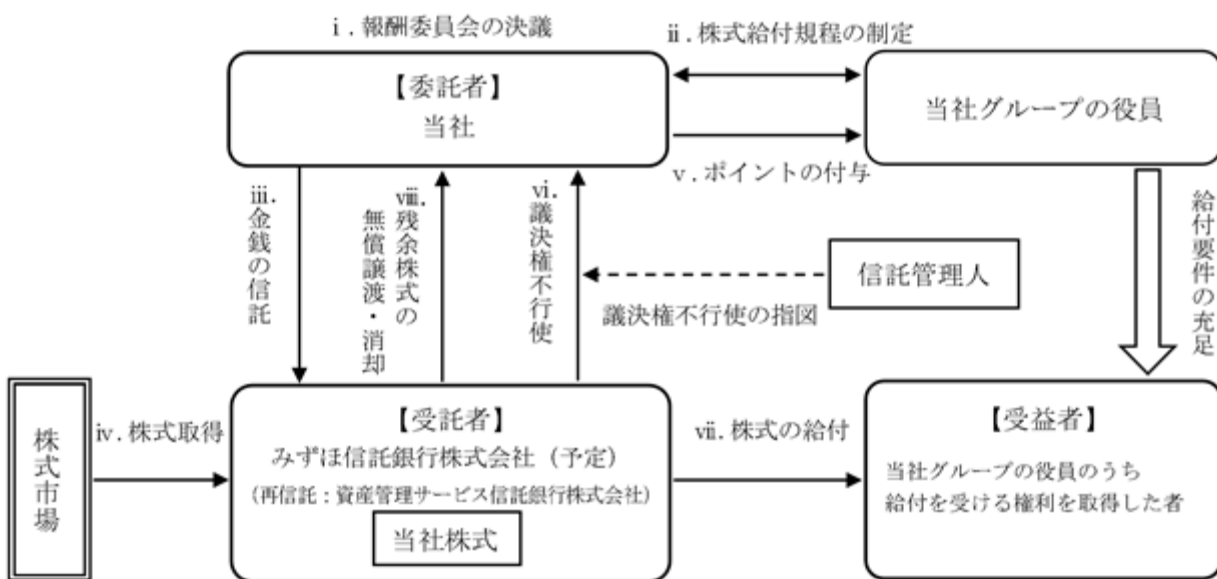 ⅰ.報酬委員会の決議
ⅱ.株式給付規程の制定
【委託者】
当社
当社グループの役員
ⅴ.ポイントの付与
ⅲ.金銭の信託
ⅷ.残余株式の
無償譲渡・消却
ⅵ.議決権不行使
信託管理人
議決権不行使の指図
給付要件の充足
株式市場
ⅳ.株式取得
【受託者】
みずほ信託銀行株式会社（予定）
（再信託：資産管理サービス信託銀行株式会社）
当社株式
ⅶ.株式の給付
【受益者】
当社グループの役員のうち
給付を受ける権利を取得した者